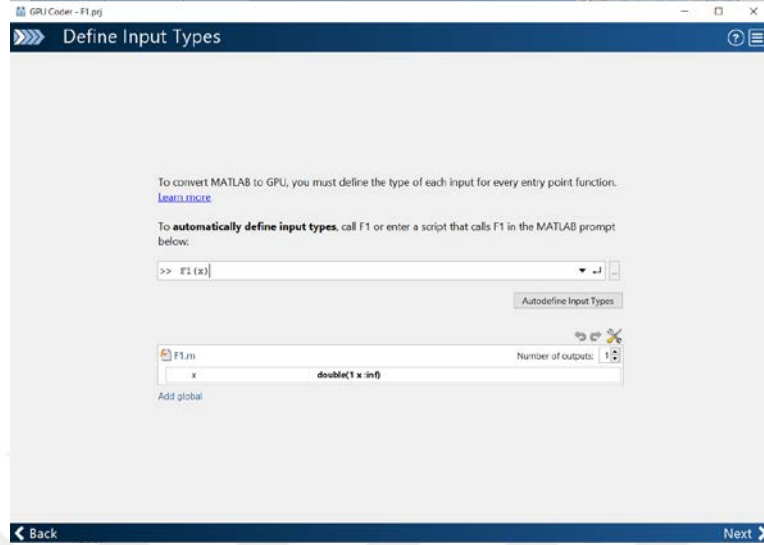 GPU Coder - F1.prj
Define Input Types
To convert MATLAB to GPU, you must define the type of each input for every entry point function.
Learn more
To automatically define input types, call F1 or enter a script that calls F1 in the MATLAB prompt
below:
>> F1(x)
...
Autodefine Input Types
F1.m Number of outputs: 1
x double(1 x :inf)
Add global
Back Next